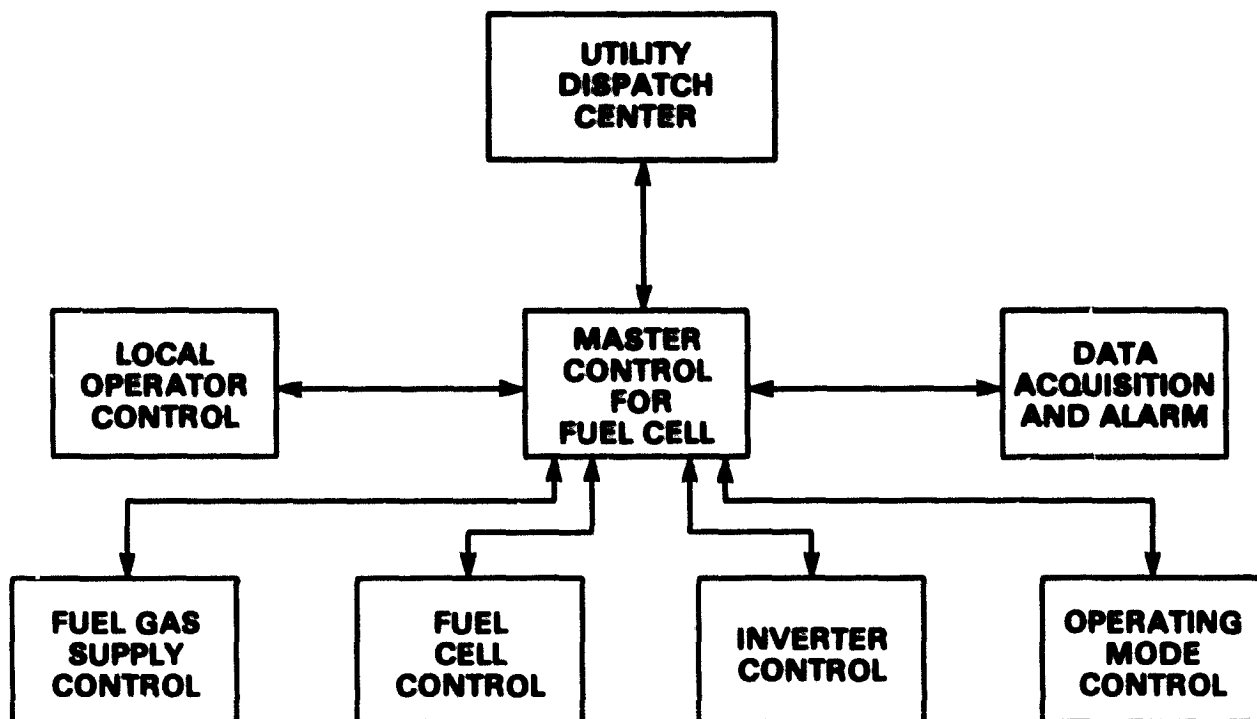 UTILITY
DISPATCH
CENTER
LOCAL
OPERATOR
CONTROL
MASTER
CONTROL
FOR
FUEL CELL
DATA
ACQUISITION
AND ALARM
FUEL GAS
SUPPLY
CONTROL
FUEL
CELL
CONTROL
INVERTER
CONTROL
OPERATING
MODE
CONTROL